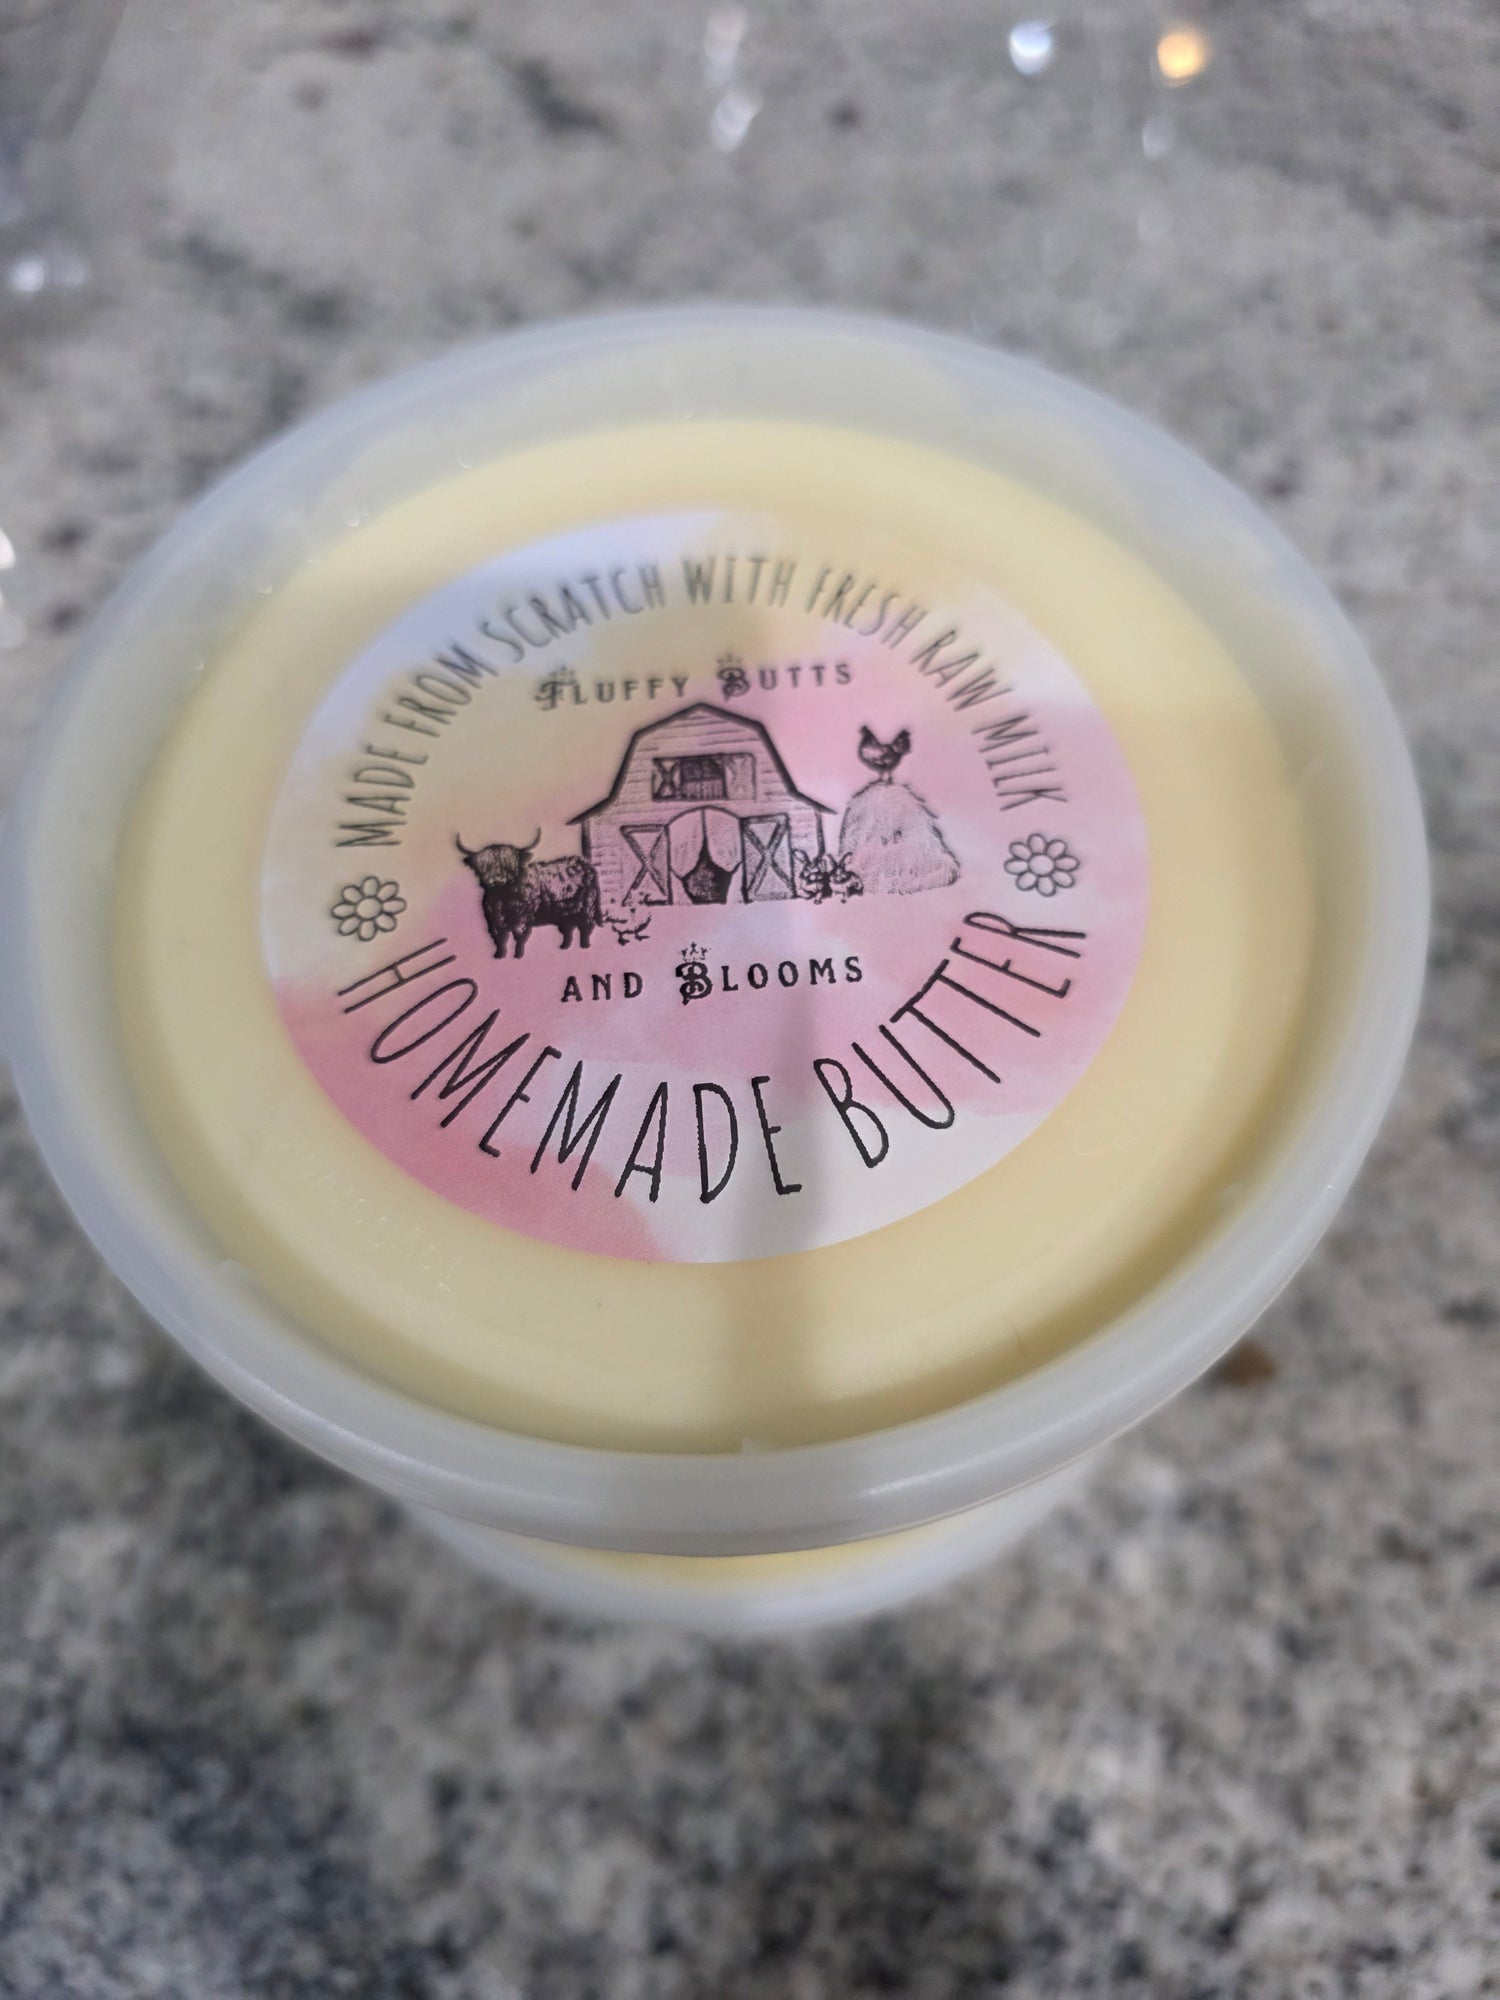 MADE FROM SCRATCH WITH FRESH RAW MILK
FLUFFY BUTTS
AND BLOOMS
HOMEMADE BUTTER